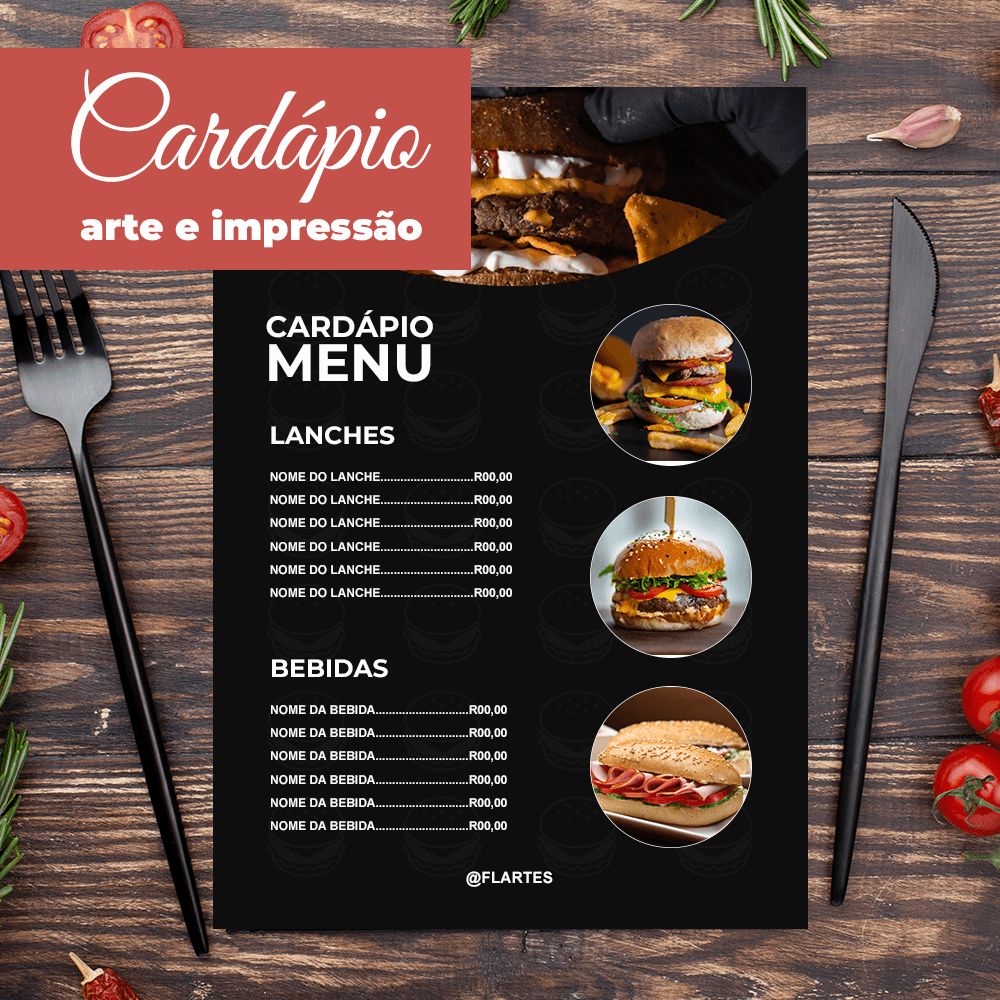 Cardápio
arte e impressão
CARDÁPIO
MENU
LANCHES
NOME DO LANCHE............................R00,00
NOME DO LANCHE............................R00,00
NOME DO LANCHE............................R00,00
NOME DO LANCHE............................R00,00
NOME DO LANCHE............................R00,00
NOME DO LANCHE............................R00,00
BEBIDAS
NOME DA BEBIDA............................R00,00
NOME DA BEBIDA............................R00,00
NOME DA BEBIDA............................R00,00
NOME DA BEBIDA............................R00,00
NOME DA BEBIDA............................R00,00
NOME DA BEBIDA............................R00,00
@FLARTES